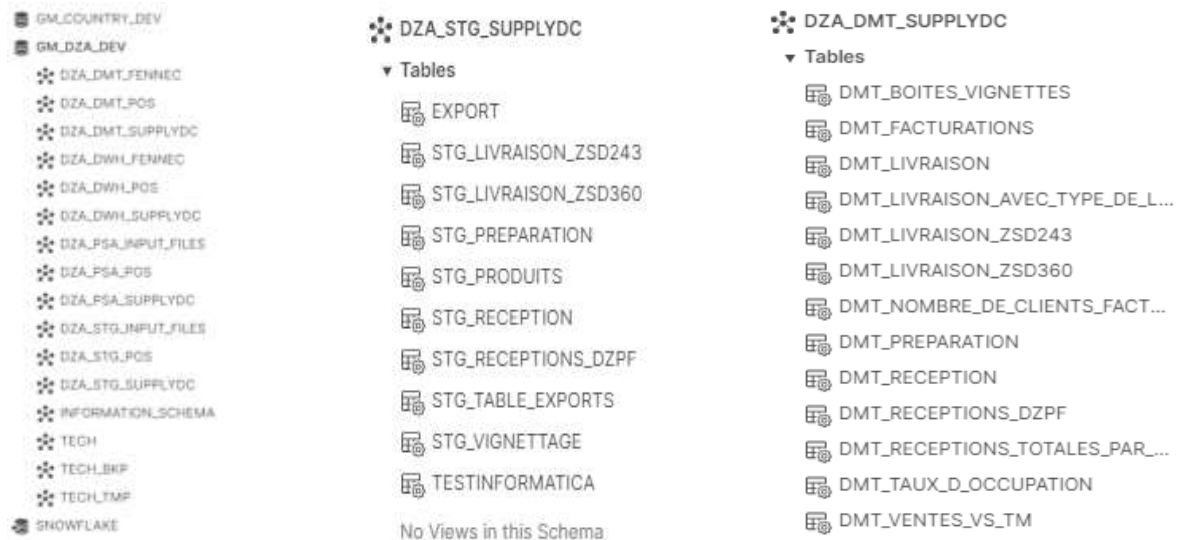 GM_COUNTRY_DEV
GM_DZA_DEV
DZA_DMT_FENNEC
DZA_DMT_POS
DZA_DMT_SUPPLYDC
DZA_DWH_FENNEC
DZA_DWH_POS
DZA_DWH_SUPPLYDC
DZA_PSA_INPUT_FILES
DZA_PSA_POS
DZA_PSA_SUPPLYDC
DZA_STG_INPUT_FILES
DZA_STG_POS
DZA_STG_SUPPLYDC
INFORMATION_SCHEMA
TECH
TECH_BKP
TECH_TMP
SNOWFLAKE
DZA_STG_SUPPLYDC
Tables
EXPORT
STG_LIVRAISON_ZSD243
STG_LIVRAISON_ZSD360
STG_PREPARATION
STG_PRODUITS
STG_RECEPTION
STG_RECEPTIONS_DZPF
STG_TABLE_EXPORTS
STG_VIGNETTAGE
TESTINFORMATICA
No Views in this Schema
DZA_DMT_SUPPLYDC
Tables
DMT_BOITES_VIGNETTES
DMT_FACTURATIONS
DMT_LIVRAISON
DMT_LIVRAISON_AVEC_TYPE_DE_L...
DMT_LIVRAISON_ZSD243
DMT_LIVRAISON_ZSD360
DMT_NOMBRE_DE_CLIENTS_FACT...
DMT_PREPARATION
DMT_RECEPTION
DMT_RECEPTIONS_DZPF
DMT_RECEPTIONS_TOTALES_PAR_...
DMT_TAUX_D_OCCUPATION
DMT_VENTES_VS_TM